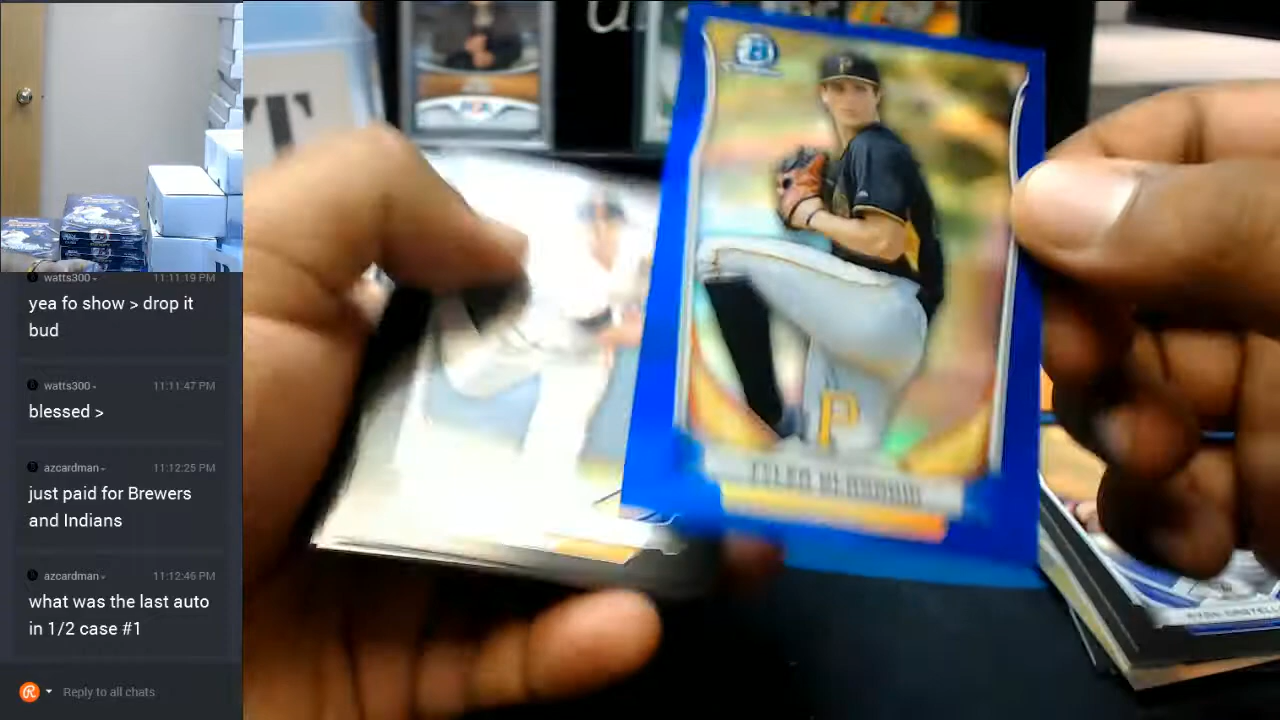 watts300
11:11:19 PM
yea fo show > drop it
bud
watts300
11:11:47 PM
blessed >
azcardman
11:12:25 PM
just paid for Brewers
and Indians
azcardman
11:12:46 PM
what was the last auto
in 1/2 case #1
Reply to all chats
T
B
P
P